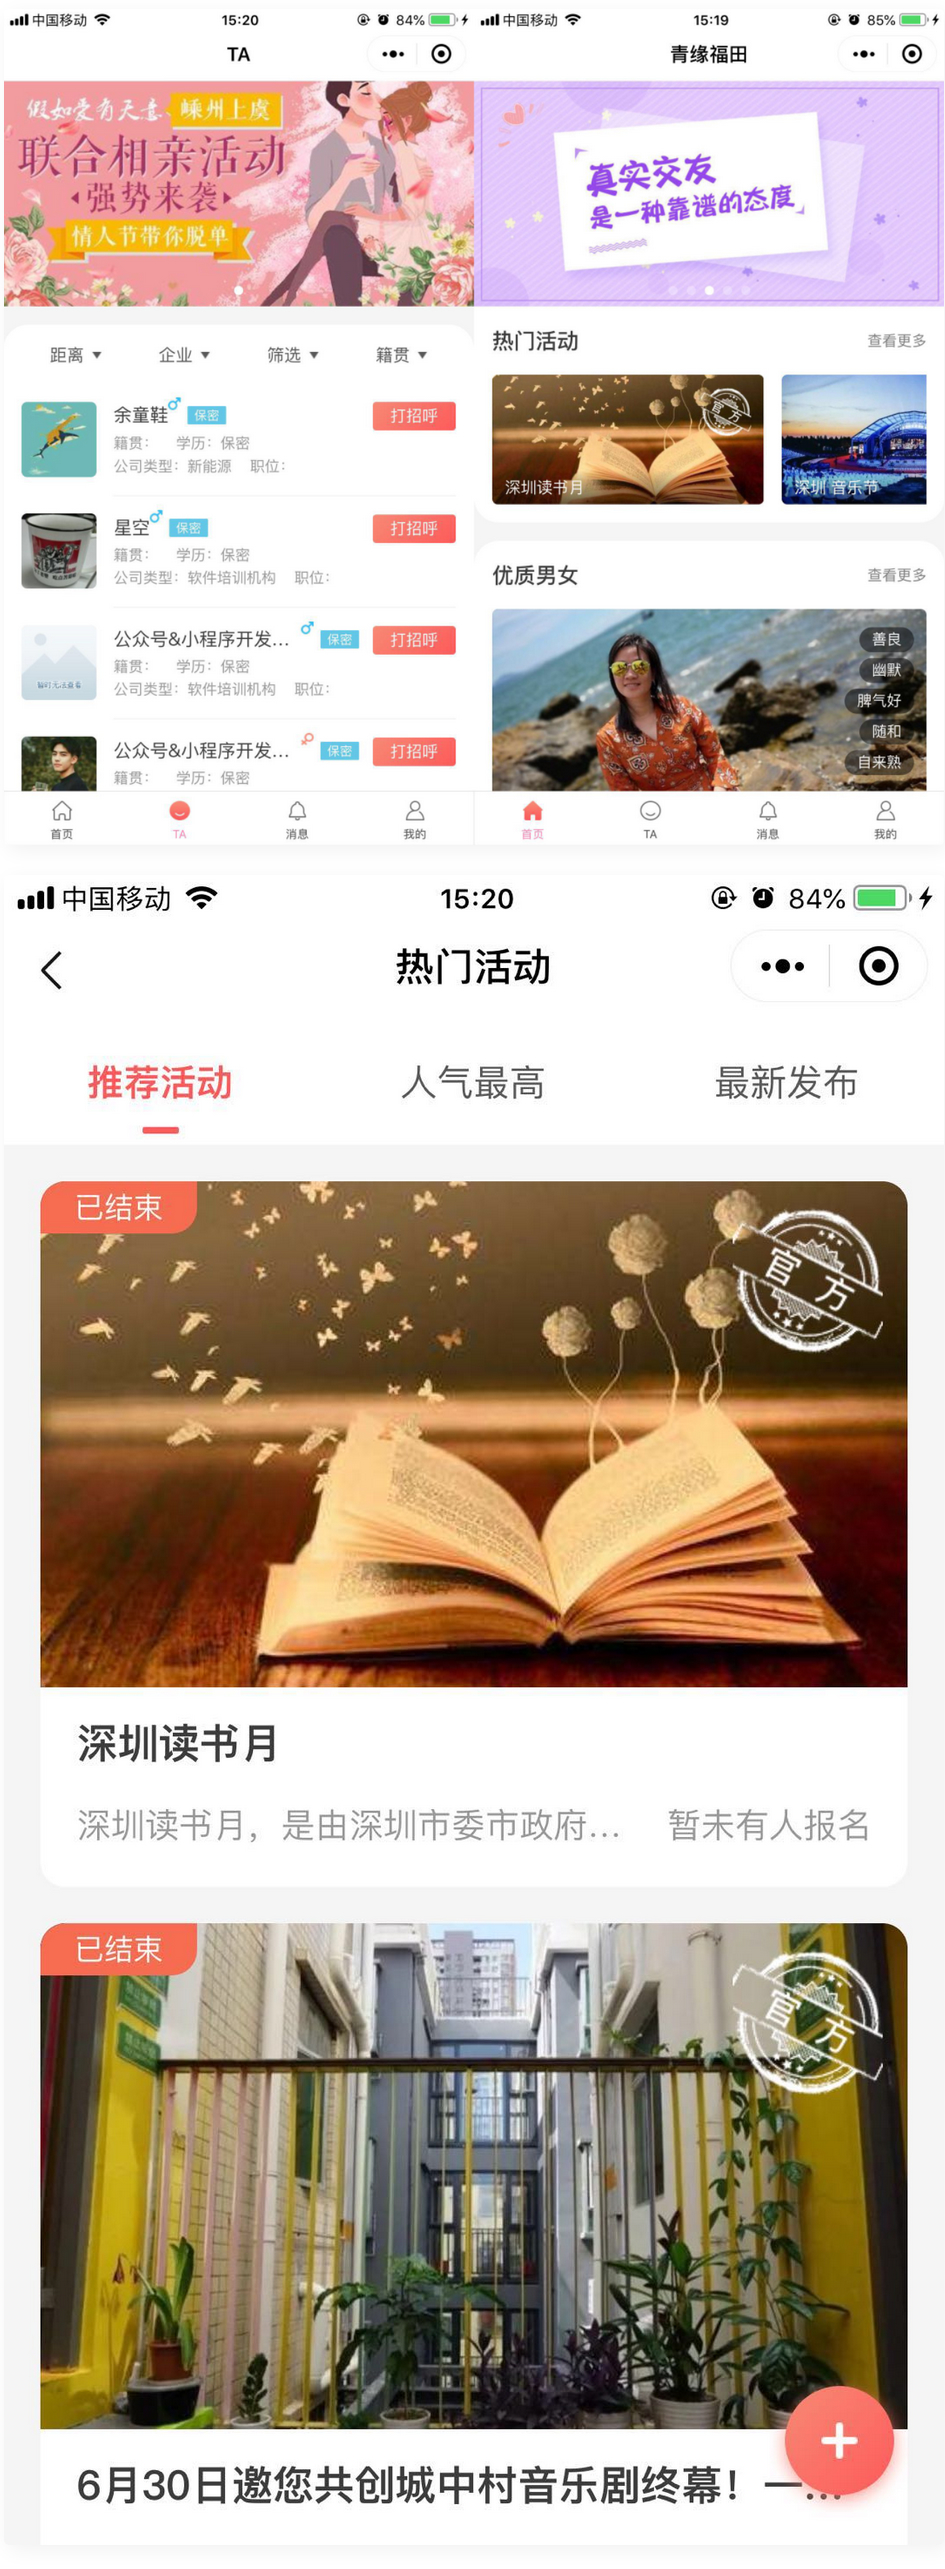 中国移动 15:20 84%
TA
假如爱有天意 嵊州上虞
联合相亲活动
强势来袭
情人节带你脱单
距离 企业 筛选 籍贯
余童鞋 保密 打招呼
籍贯： 学历：保密
公司类型：新能源 职位：
星空 保密 打招呼
籍贯： 学历：保密
公司类型：软件培训机构 职位：
公众号&小程序开发... 保密 打招呼
籍贯： 学历：保密
公司类型：软件培训机构 职位：
暂时无法查看
公众号&小程序开发... 保密 打招呼
籍贯： 学历：保密
首页 TA 消息 我的
中国移动 15:19 85%
青缘福田
真实交友
是一种靠谱的态度
热门活动 查看更多
官方
深圳读书月 深圳 音乐节
优质男女 查看更多
善良
幽默
脾气好
随和
自来熟
首页 TA 消息 我的
中国移动 15:20 84%
热门活动
推荐活动 人气最高 最新发布
已结束
官方
深圳读书月
深圳读书月，是由深圳市委市政府... 暂未有人报名
已结束
官方
6月30日邀您共创城中村音乐剧终幕！一...